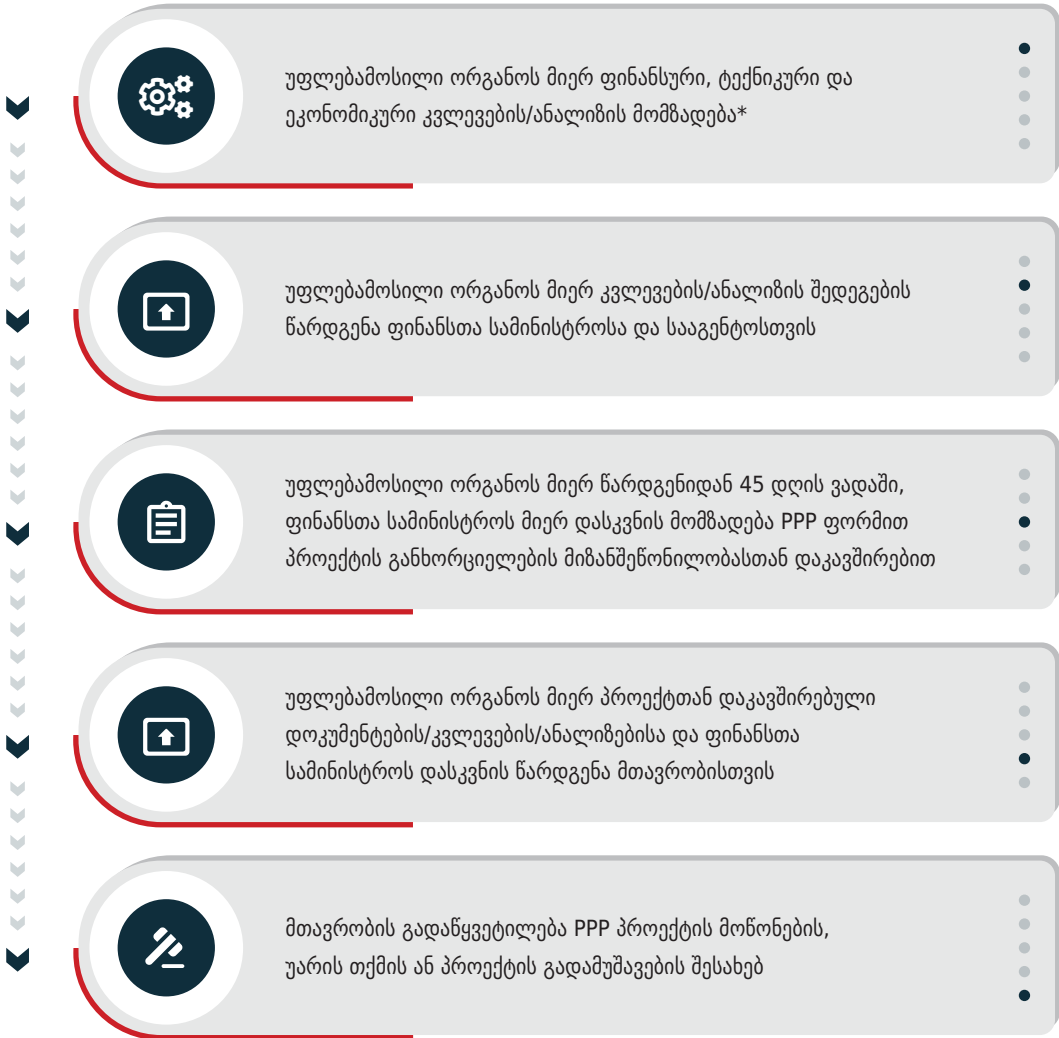 უფლებამოსილი ორგანოს მიერ ფინანსური, ტექნიკური და
ეკონომიკური კვლევების/ანალიზის მომზადება*
უფლებამოსილი ორგანოს მიერ კვლევების/ანალიზის შედეგების
წარდგენა ფინანსთა სამინისტროსა და სააგენტოსთვის
უფლებამოსილი ორგანოს მიერ წარდგენიდან 45 დღის ვადაში,
ფინანსთა სამინისტროს მიერ დასკვნის მომზადება PPP ფორმით
პროექტის განხორციელების მიზანშეწონილობასთან დაკავშირებით
უფლებამოსილი ორგანოს მიერ პროექტთან დაკავშირებული
დოკუმენტების/კვლევების/ანალიზებისა და ფინანსთა
სამინისტროს დასკვნის წარდგენა მთავრობისთვის
მთავრობის გადაწყვეტილება PPP პროექტის მოწონების,
უარის თქმის ან პროექტის გადამუშავების შესახებ